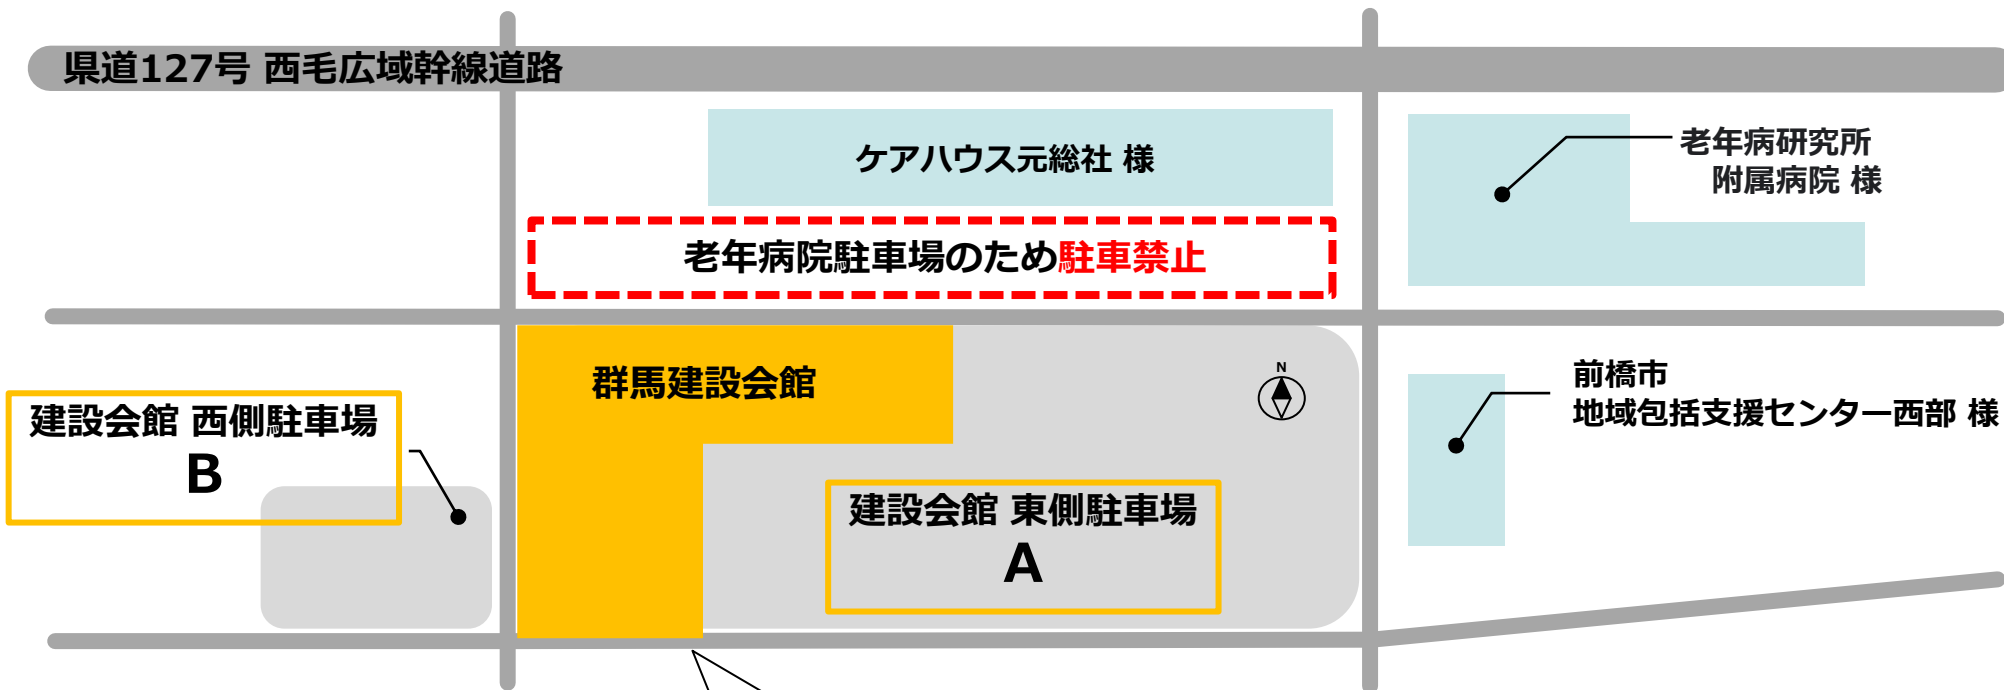 県道127号 西毛広域幹線道路
ケアハウス元総社 様
老年病研究所
附属病院 様
老年病院駐車場のため駐車禁止
群馬建設会館
N
前橋市
地域包括支援センター西部 様
建設会館 西側駐車場
B
建設会館 東側駐車場
A